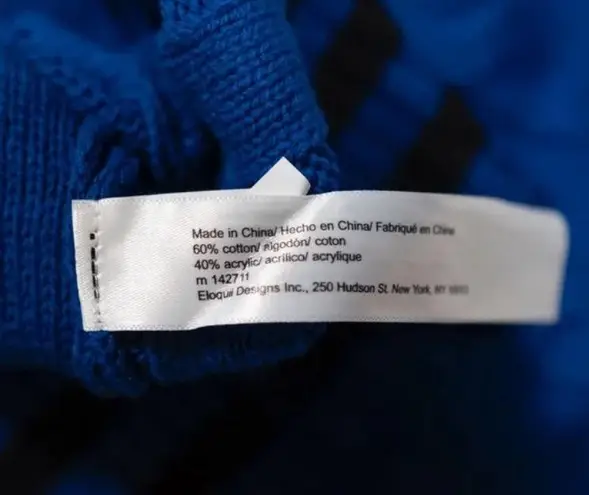 Made in China/ Hecho en China/ Fabriqué en Chine
60% cotton/ algodón/ coton
40% acrylic/ acrílico/ acrylique
m 142711
Eloquii Designs Inc., 250 Hudson St. New York, NY